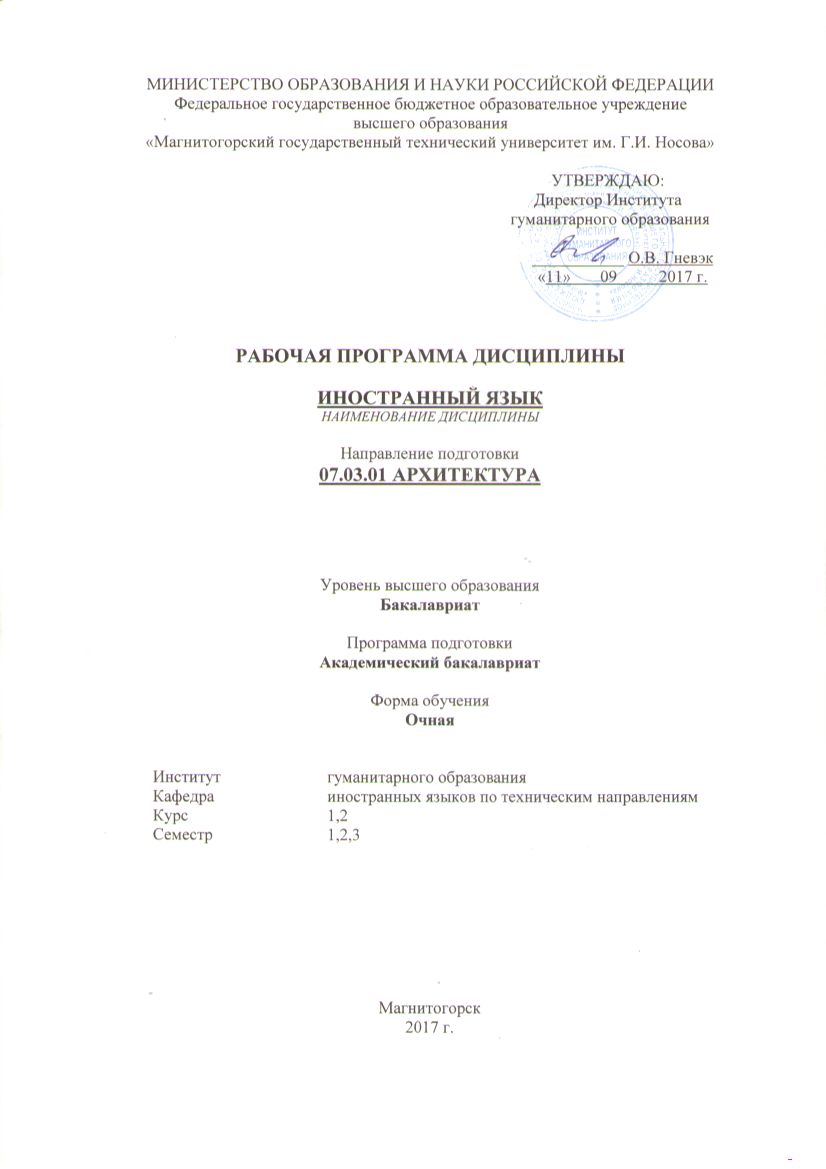 МИНИСТЕРСТВО ОБРАЗОВАНИЯ И НАУКИ РОССИЙСКОЙ ФЕДЕРАЦИИ
Федеральное государственное бюджетное образовательное учреждение
высшего образования
«Магнитогорский государственный технический университет им. Г.И. Носова»
УТВЕРЖДАЮ:
Директор Института
гуманитарного образования
ИНСТИТУТ
ГУМАНИТАРНОГО
ОБРАЗОВАНИЯ
О.В. Гневэк
«11» 09 2017 г.
РАБОЧАЯ ПРОГРАММА ДИСЦИПЛИНЫ
ИНОСТРАННЫЙ ЯЗЫК
НАИМЕНОВАНИЕ ДИСЦИПЛИНЫ
Направление подготовки
07.03.01 АРХИТЕКТУРА
Уровень высшего образования
Бакалавриат
Программа подготовки
Академический бакалавриат
Форма обучения
Очная
Институт гуманитарного образования
Кафедра иностранных языков по техническим направлениям
Курс 1,2
Семестр 1,2,3
Магнитогорск
2017 г.